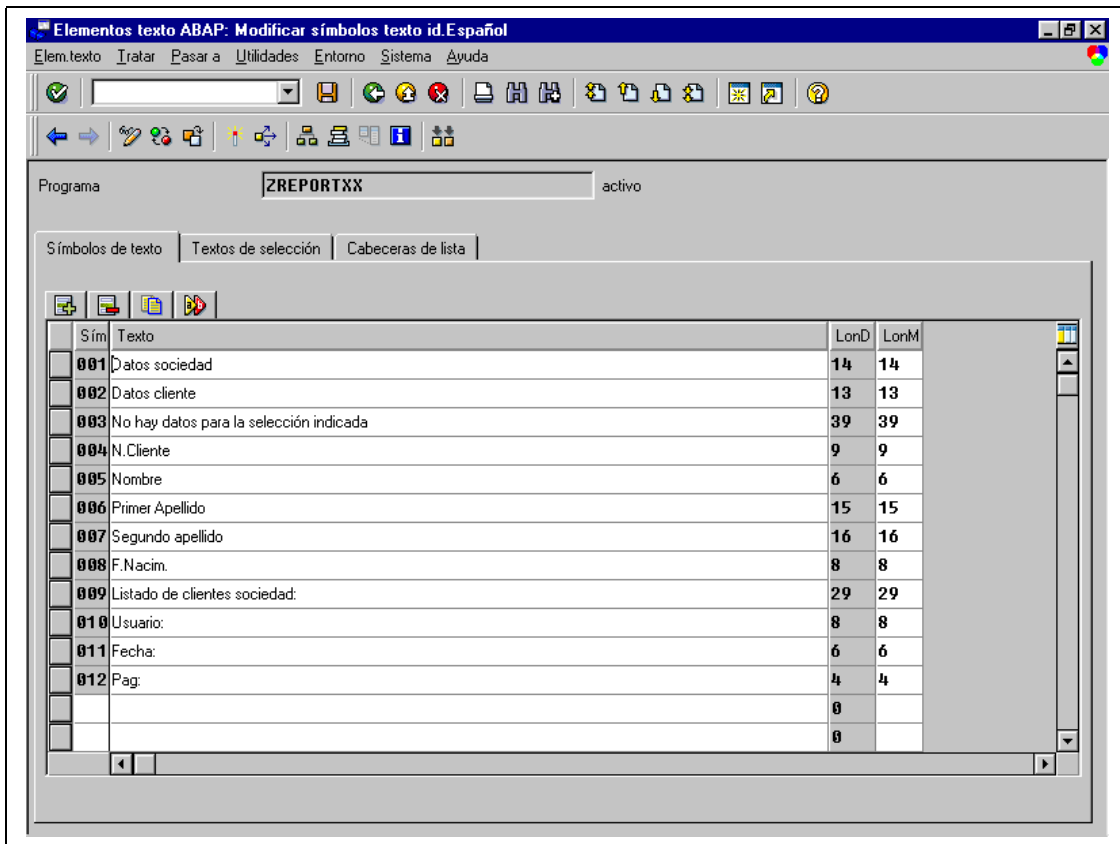 Elementos texto ABAP: Modificar símbolos texto id.Español
Elem.texto Tratar Pasar a Utilidades Entorno Sistema Ayuda
Programa ZREPORTXX activo
Símbolos de texto Textos de selección Cabeceras de lista
Sím Texto LonD LonM
001 Datos sociedad 14 14
002 Datos cliente 13 13
003 No hay datos para la selección indicada 39 39
004 N.Cliente 9 9
005 Nombre 6 6
006 Primer Apellido 15 15
007 Segundo apellido 16 16
008 F.Nacim. 8 8
009 Listado de clientes sociedad: 29 29
010 Usuario: 8 8
011 Fecha: 6 6
012 Pag: 4 4
0
0